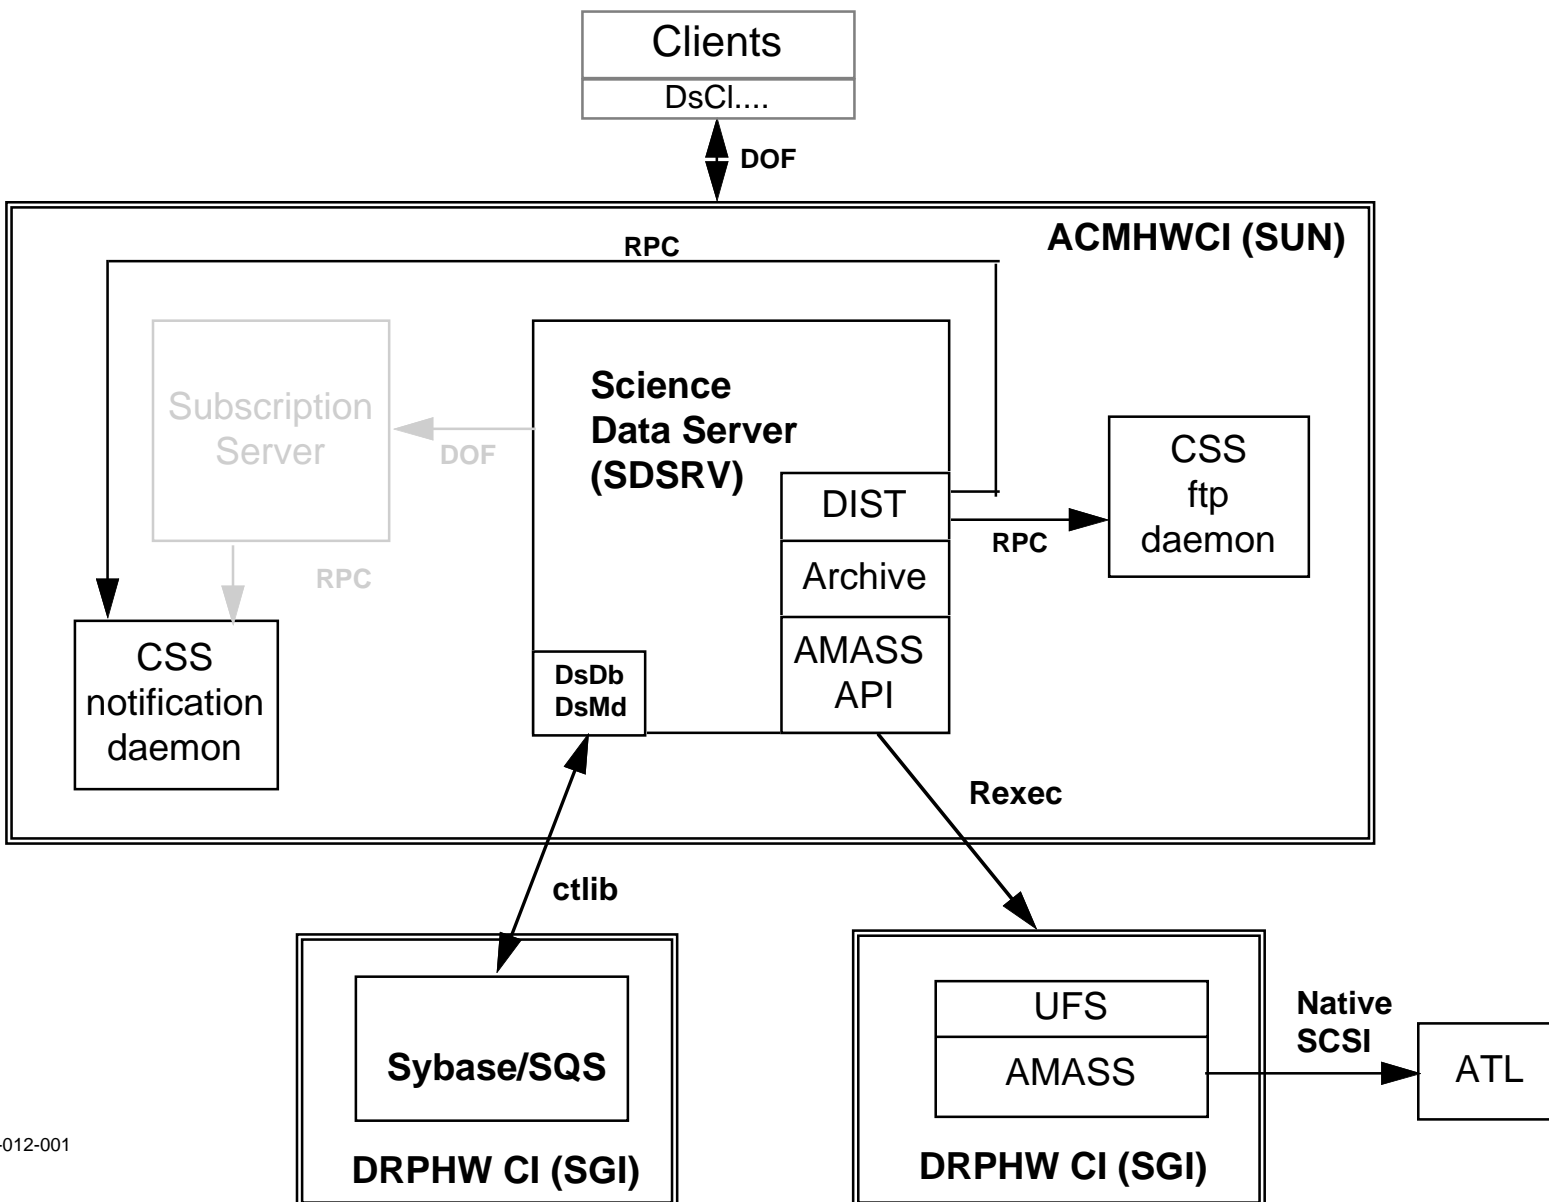 Clients
DsCl....
DOF
ACMHWCI (SUN)
RPC
Subscription
Server
DOF
RPC
Science
Data Server
(SDSRV)
DIST
Archive
AMASS
API
DsDb
DsMd
RPC
CSS
ftp
daemon
CSS
notification
daemon
Rexec
ctlib
Sybase/SQS
DRPHW CI (SGI)
UFS
AMASS
DRPHW CI (SGI)
Native
SCSI
ATL
-012-001